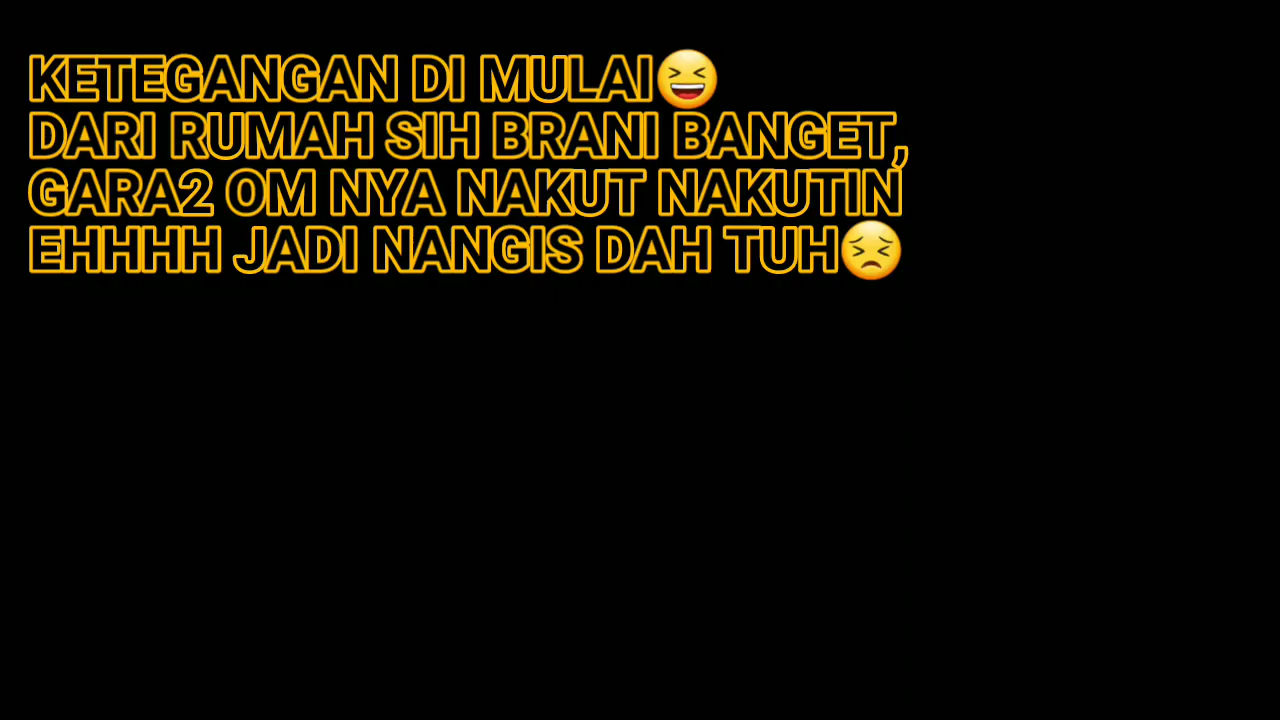 KETEGANGAN DI MULAI😆
DARI RUMAH SIH BRANI BANGET,
GARA2 OM NYA NAKUT NAKUTIN
EHHHH JADI NANGIS DAH TUH😣